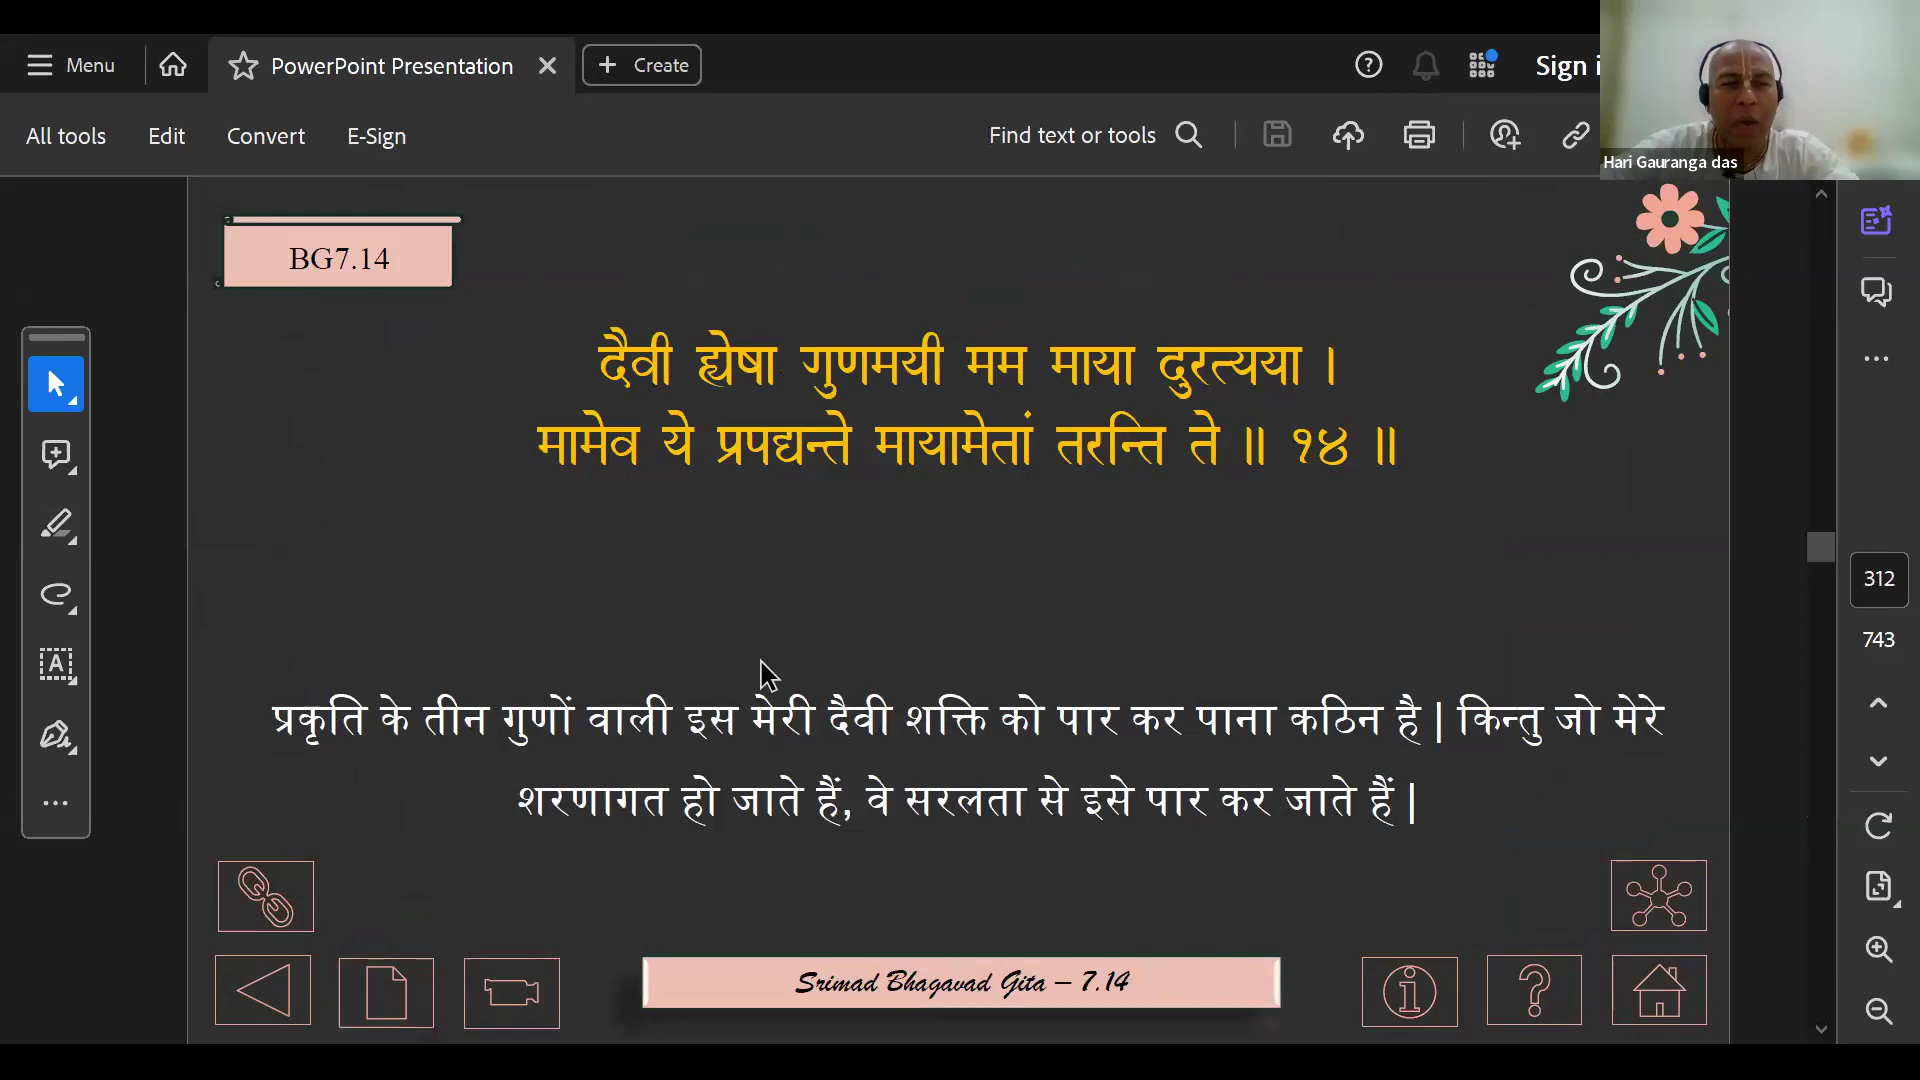 Menu
PowerPoint Presentation
Create
Sign i
All tools
Edit
Convert
E-Sign
Find text or tools
Hari Gauranga das
BG7.14
दैवी ह्येषा गुणमयी मम माया दुरत्यया ।
मामेव ये प्रपद्यन्ते मायामेतां तरन्ति ते ॥ १४ ॥
प्रकृति के तीन गुणों वाली इस मेरी दैवी शक्ति को पार कर पाना कठिन है | किन्तु जो मेरे
शरणागत हो जाते हैं, वे सरलता से इसे पार कर जाते हैं |
Srimad Bhagavad Gita – 7.14
312
743